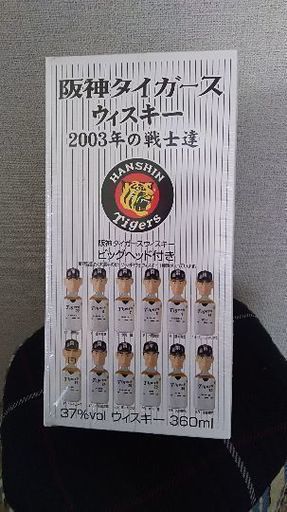 阪神タイガース
ウィスキー
2003年の戦士達
HANSHIN
Tigers
阪神タイガースウィスキー
ビッグヘッド付き
37%vol ウィスキー 360ml